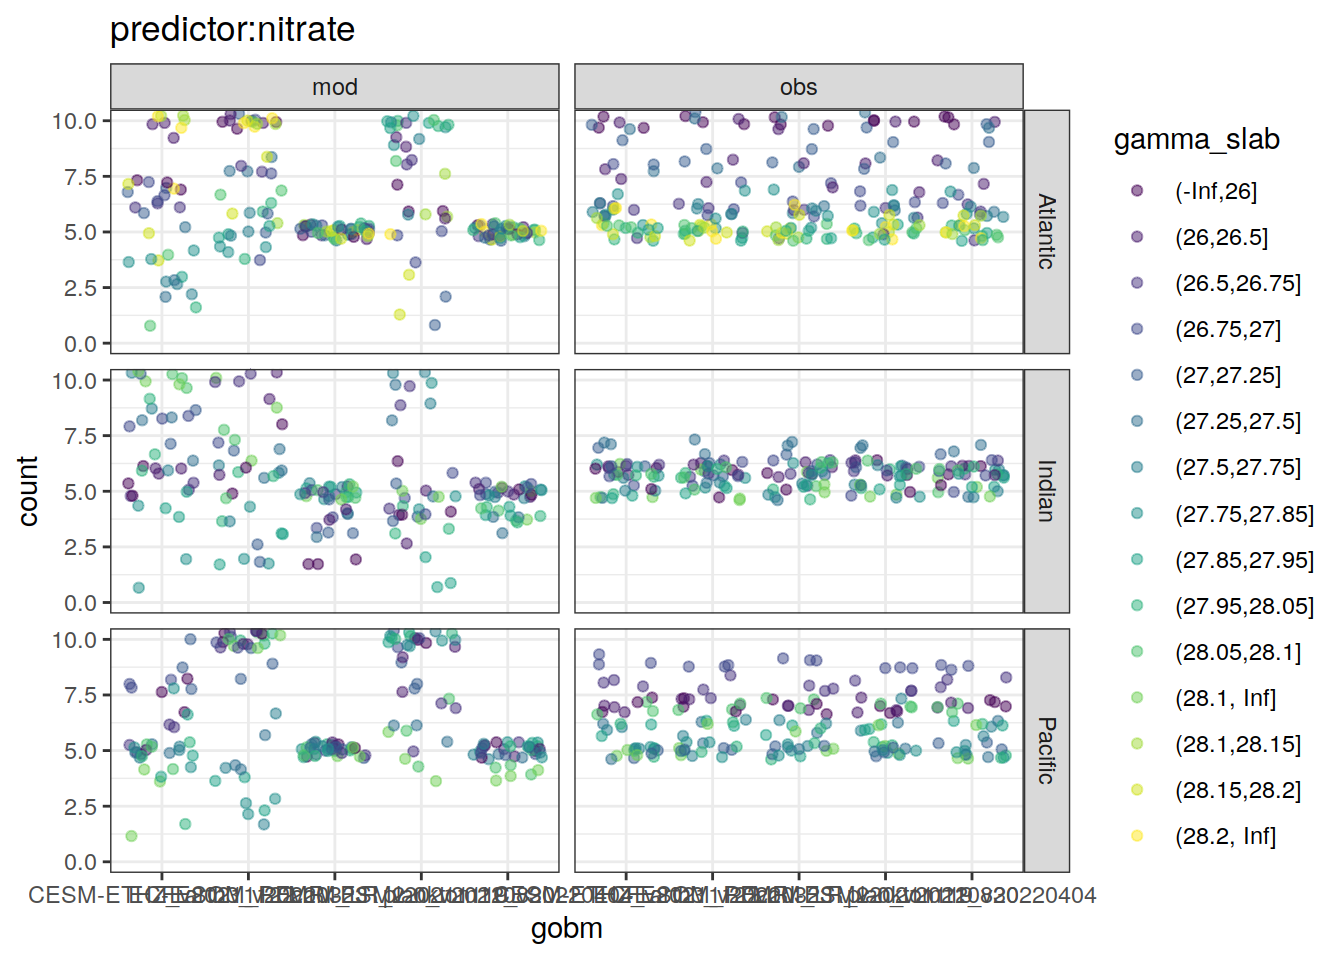 predictor:nitrate
mod
obs
10.0
7.5
5.0
2.5
0.0
Atlantic
10.0
7.5
5.0
2.5
0.0
Indian
10.0
7.5
5.0
2.5
0.0
Pacific
count
gobm
gamma_slab
(-Inf,26]
(26,26.5]
(26.5,26.75]
(26.75,27]
(27,27.25]
(27.25,27.5]
(27.5,27.75]
(27.75,27.85]
(27.85,27.95]
(27.95,28.05]
(28.05,28.1]
(28.1, Inf]
(28.1,28.15]
(28.15,28.2]
(28.2, Inf]